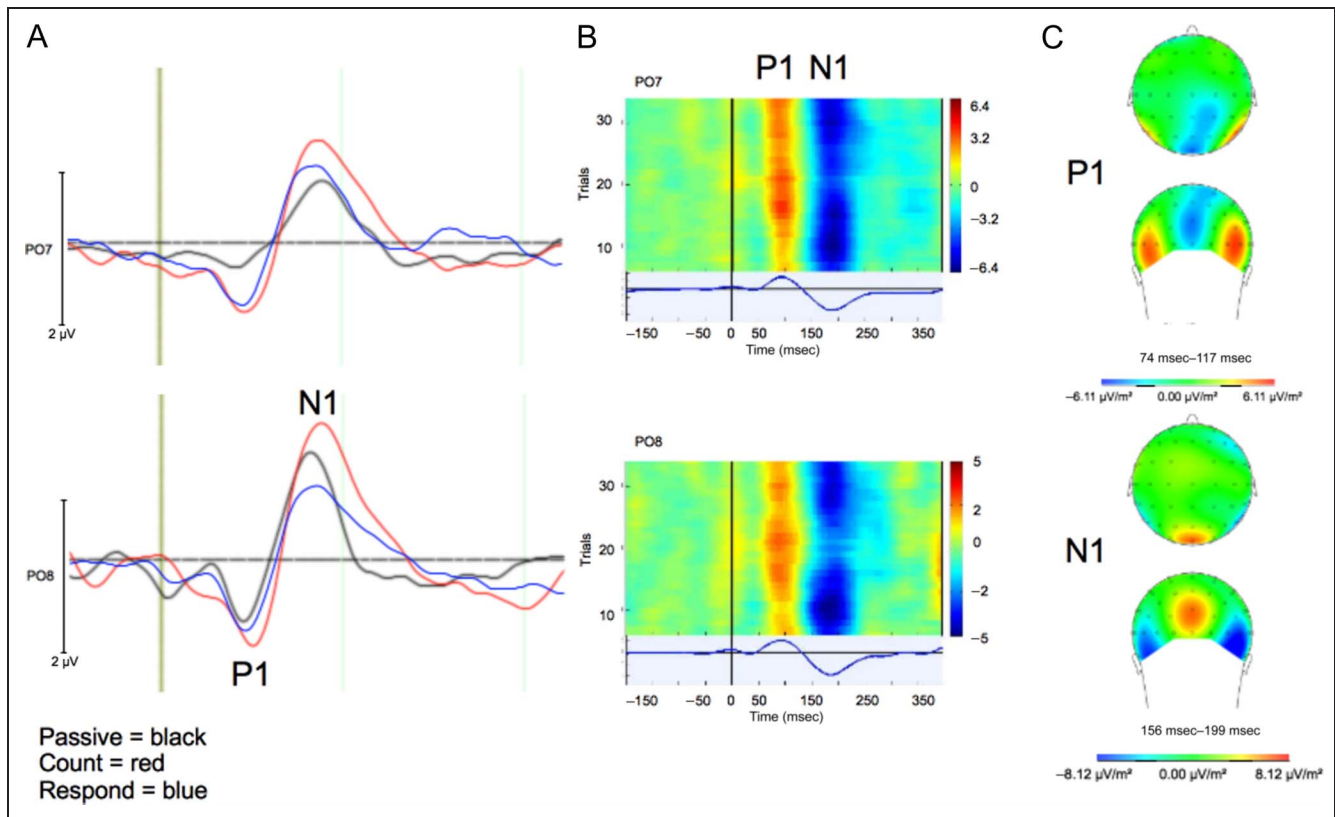 A
PO7
2 µV
N1
PO8
2 µV
P1
Passive = black
Count = red
Respond = blue
B
P1 N1
PO7
Trials
30
20
10
6.4
3.2
0
−3.2
−6.4
−150 −50 0 50 150 250 350
Time (msec)
PO8
Trials
30
20
10
5
2
0
−2
−5
−150 −50 0 50 150 250 350
Time (msec)
C
P1
74 msec–117 msec
−6.11 µV/m² 0.00 µV/m² 6.11 µV/m²
N1
156 msec–199 msec
−8.12 µV/m² 0.00 µV/m² 8.12 µV/m²